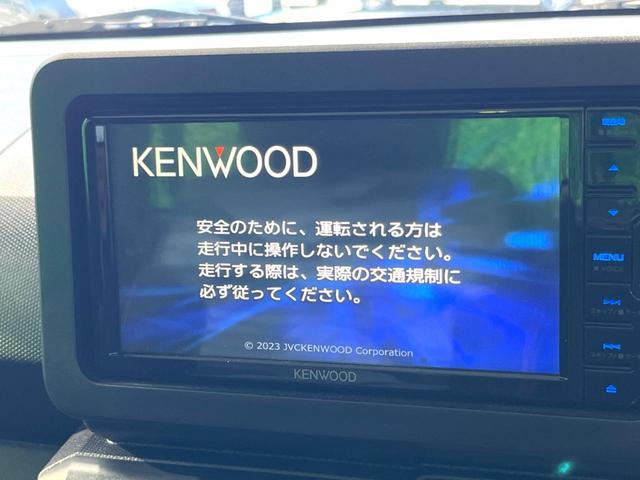 KENWOOD
安全のために、運転される方は
走行中に操作しないでください。
走行する際は、実際の交通規制に
必ず従ってください。
© 2023 JVCKENWOOD Corporation
KENWOOD
MENU